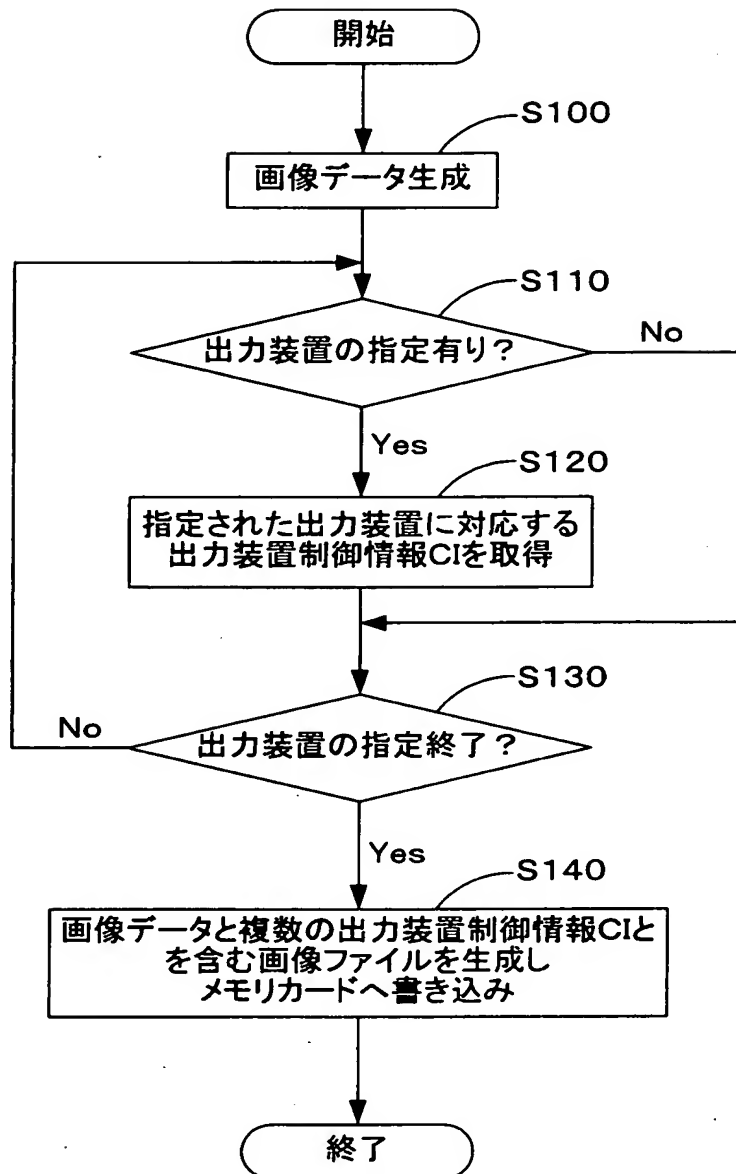 開始
S100
画像データ生成
S110
出力装置の指定有り?
No
Yes
S120
指定された出力装置に対応する
出力装置制御情報CIを取得
S130
出力装置の指定終了?
No
Yes
S140
画像データと複数の出力装置制御情報CIと
を含む画像ファイルを生成し
メモリカードへ書き込み
終了